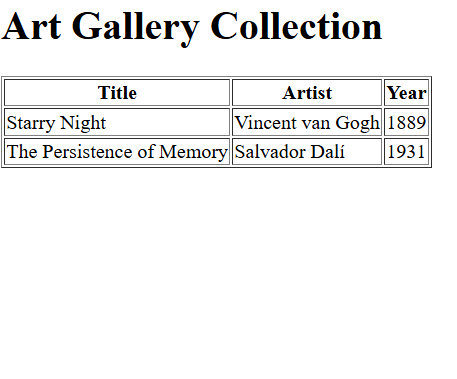 Art Gallery Collection
Title Artist Year
Starry Night Vincent van Gogh 1889
The Persistence of Memory Salvador Dalí 1931